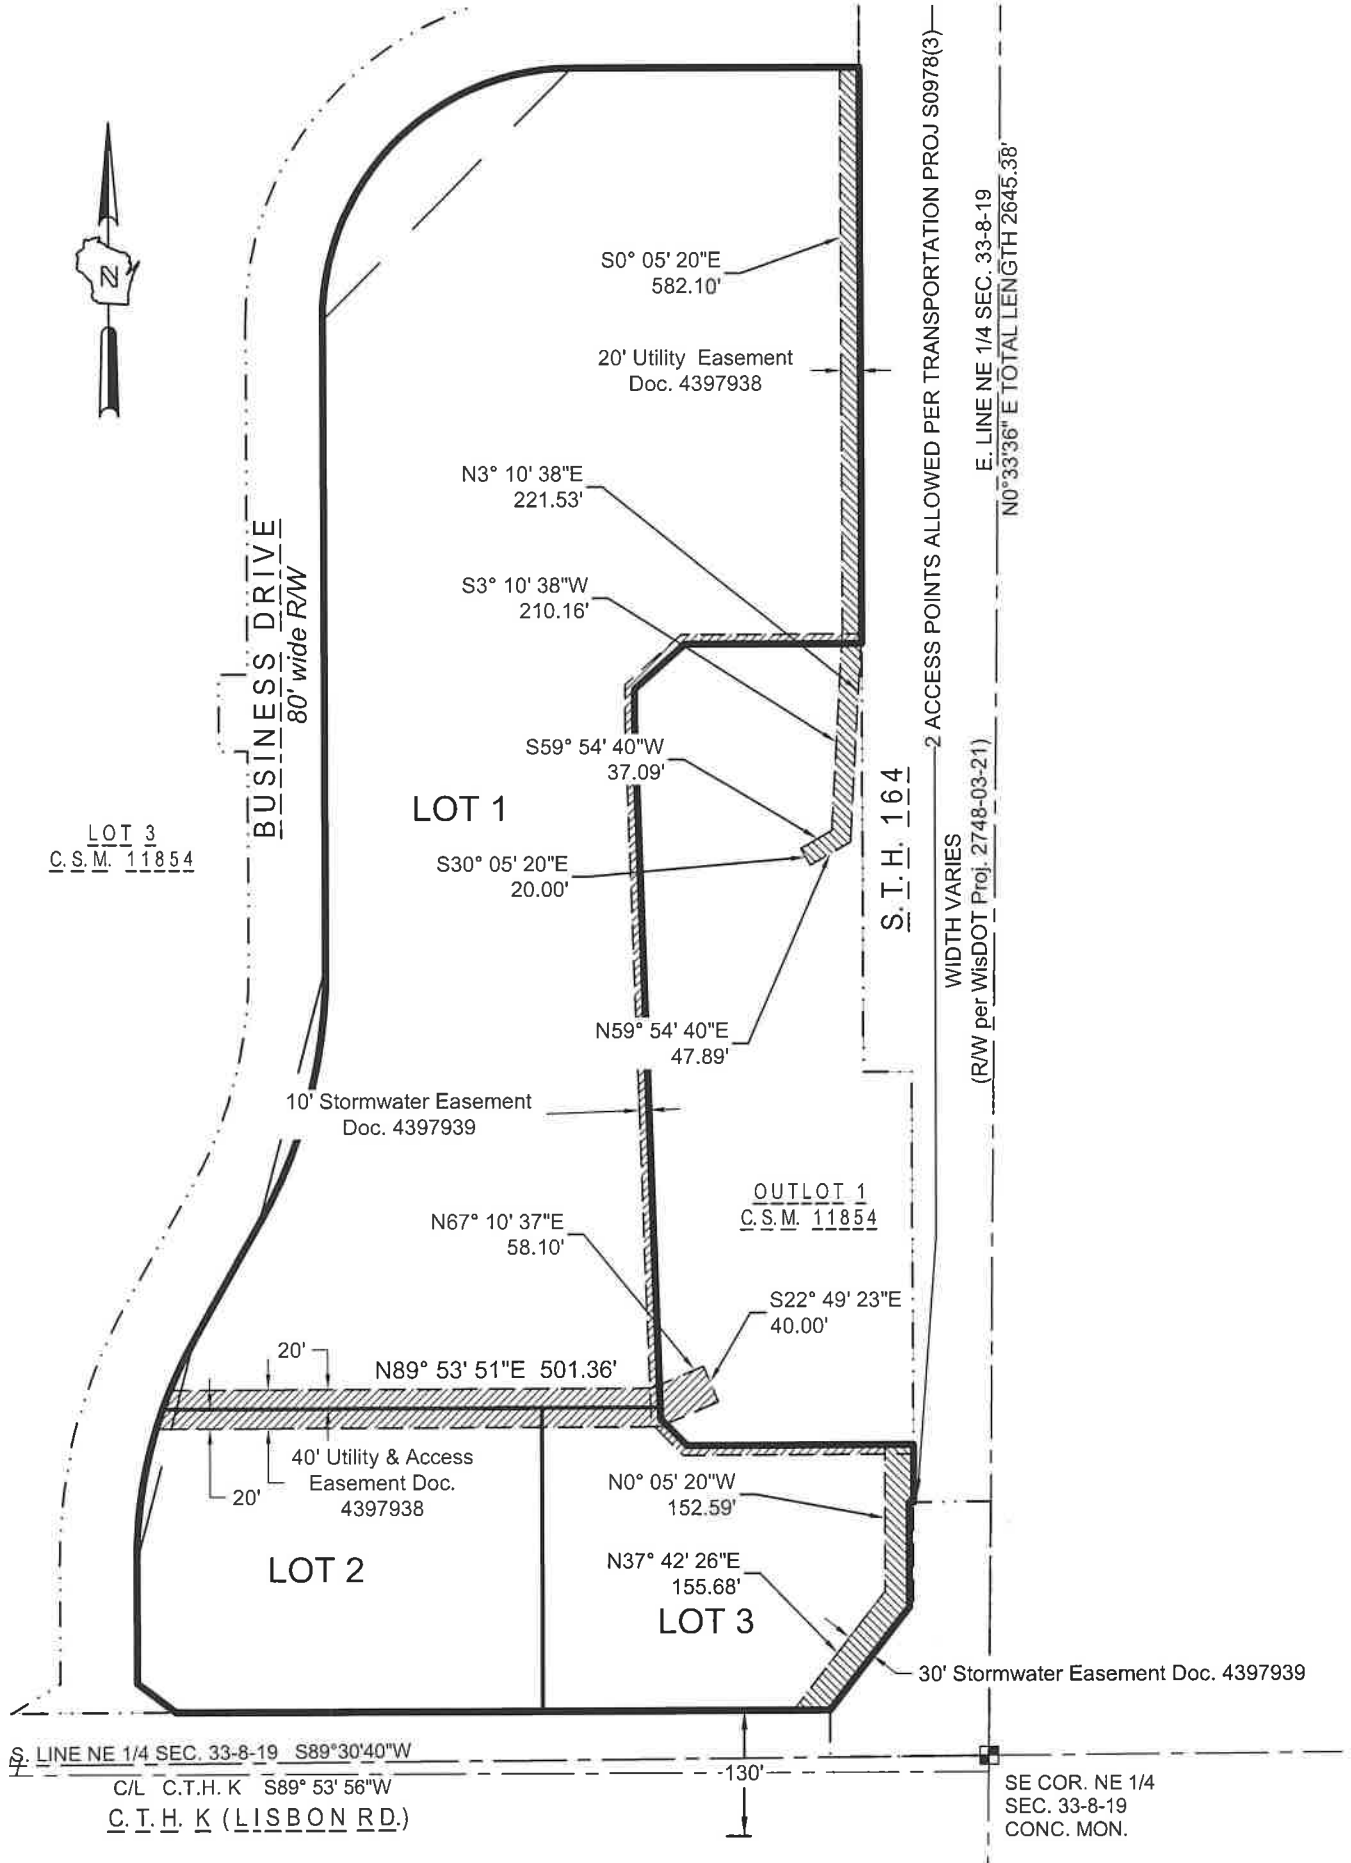 2 ACCESS POINTS ALLOWED PER TRANSPORTATION PROJ S0978(3)
E. LINE NE 1/4 SEC. 33-8-19
N0°33'36" E TOTAL LENGTH 2645.38'
N
S0° 05' 20"E
582.10'
20' Utility Easement
Doc. 4397938
N3° 10' 38"E
221.53'
S3° 10' 38"W
210.16'
BUSINESS DRIVE
80' wide R/W
S59° 54' 40"W
37.09'
LOT 1
LOT 3
C.S.M. 11854
S30° 05' 20"E
20.00'
S.T.H. 164
WIDTH VARIES
(R/W per WisDOT Proj. 2748-03-21)
N59° 54' 40"E
47.89'
10' Stormwater Easement
Doc. 4397939
OUTLOT 1
C.S.M. 11854
N67° 10' 37"E
58.10'
S22° 49' 23"E
40.00'
20'
N89° 53' 51"E 501.36'
40' Utility & Access
Easement Doc.
4397938
20'
N0° 05' 20"W
152.59'
LOT 2
N37° 42' 26"E
155.68'
LOT 3
30' Stormwater Easement Doc. 4397939
S. LINE NE 1/4 SEC. 33-8-19 S89°30'40"W
C/L C.T.H. K S89° 53' 56"W
C.T.H. K (LISBON RD.)
130'
SE COR. NE 1/4
SEC. 33-8-19
CONC. MON.